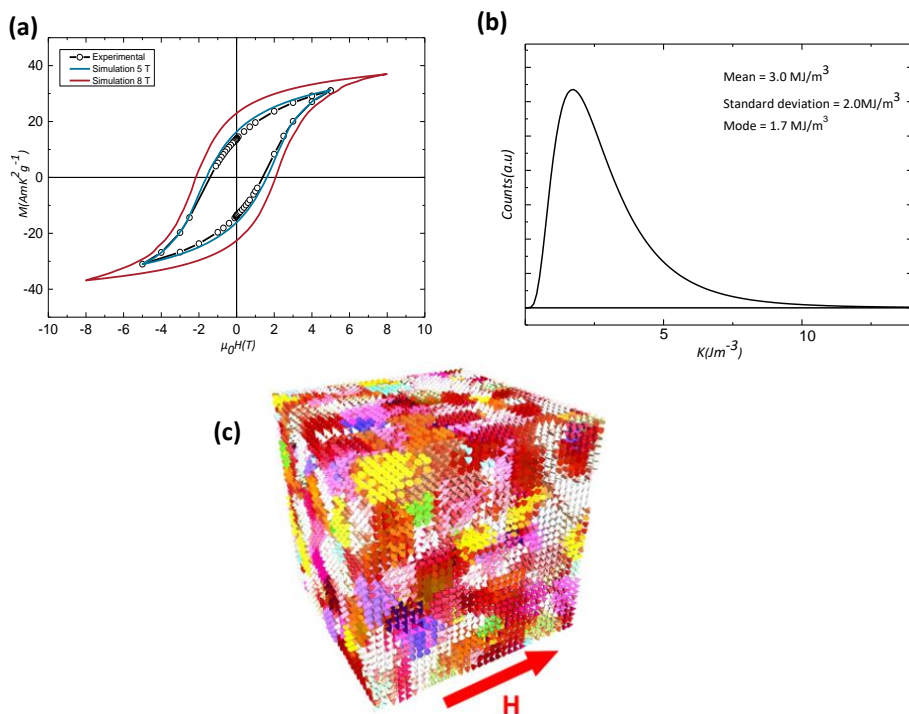 (a)
Experimental
Simulation 5 T
Simulation 8 T
M(AmK²g⁻¹)
40
20
0
-20
-40
-10 -8 -6 -4 -2 0 2 4 6 8 10
μ₀H(T)
(b)
Mean = 3.0 MJ/m³
Standard deviation = 2.0MJ/m³
Mode = 1.7 MJ/m³
Counts(a.u)
5 10
K(Jm⁻³)
(c)
H